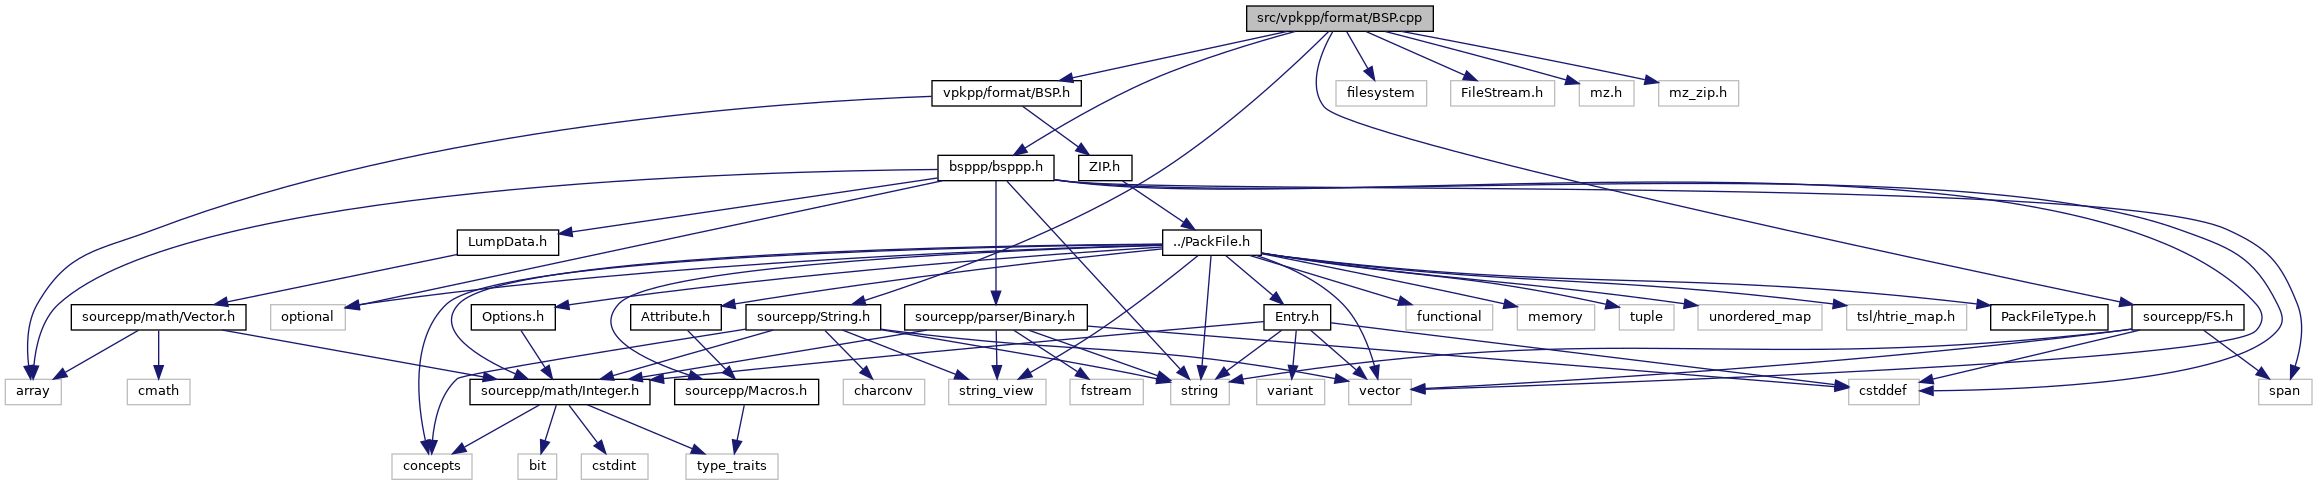 src/vpkpp/format/BSP.cpp
vpkpp/format/BSP.h
filesystem
FileStream.h
mz.h
mz_zip.h
bsppp/bsppp.h
ZIP.h
LumpData.h
../PackFile.h
sourcepp/math/Vector.h
optional
Options.h
Attribute.h
sourcepp/String.h
sourcepp/parser/Binary.h
Entry.h
functional
memory
tuple
unordered_map
tsl/htrie_map.h
PackFileType.h
sourcepp/FS.h
array
cmath
sourcepp/math/Integer.h
sourcepp/Macros.h
charconv
string_view
fstream
string
variant
vector
cstddef
span
concepts
bit
cstdint
type_traits